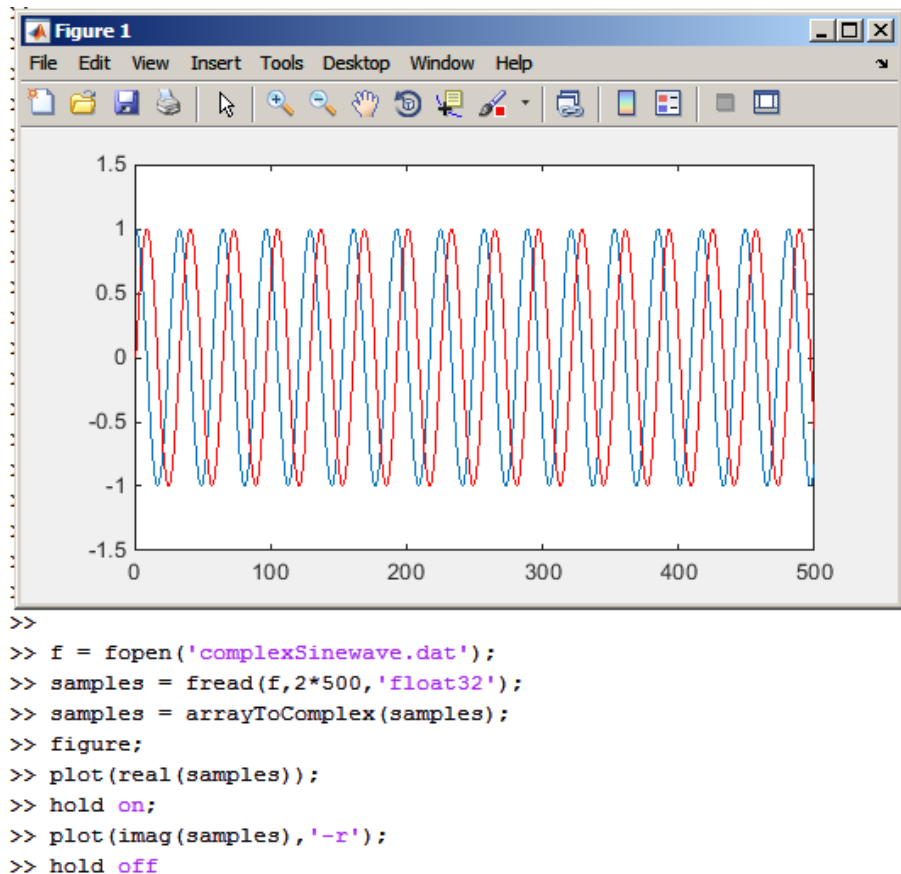 Figure 1
File Edit View Insert Tools Desktop Window Help
1.5
1
0.5
0
-0.5
-1
-1.5
0 100 200 300 400 500
>>
>> f = fopen('complexSinewave.dat');
>> samples = fread(f,2*500,'float32');
>> samples = arrayToComplex(samples);
>> figure;
>> plot(real(samples));
>> hold on;
>> plot(imag(samples),'-r');
>> hold off